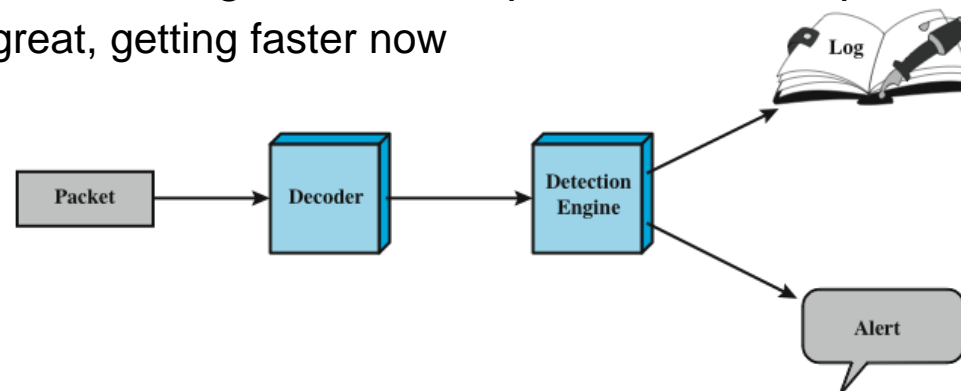 great, getting faster now
Log
Packet
Decoder
Detection
Engine
Alert